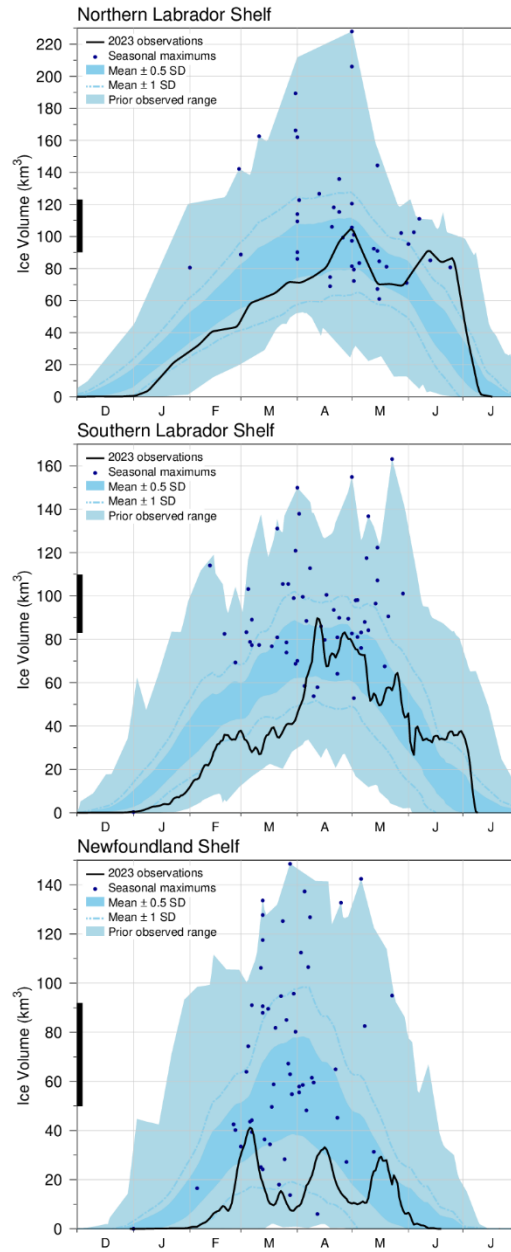 Northern Labrador Shelf
2023 observations
Seasonal maximums
Mean ± 0.5 SD
Mean ± 1 SD
Prior observed range
Ice Volume (km³)
220
200
180
160
140
120
100
80
60
40
20
0
D J F M A M J J
Southern Labrador Shelf
2023 observations
Seasonal maximums
Mean ± 0.5 SD
Mean ± 1 SD
Prior observed range
Ice Volume (km³)
160
140
120
100
80
60
40
20
0
D J F M A M J J
Newfoundland Shelf
2023 observations
Seasonal maximums
Mean ± 0.5 SD
Mean ± 1 SD
Prior observed range
Ice Volume (km³)
140
120
100
80
60
40
20
0
D J F M A M J J